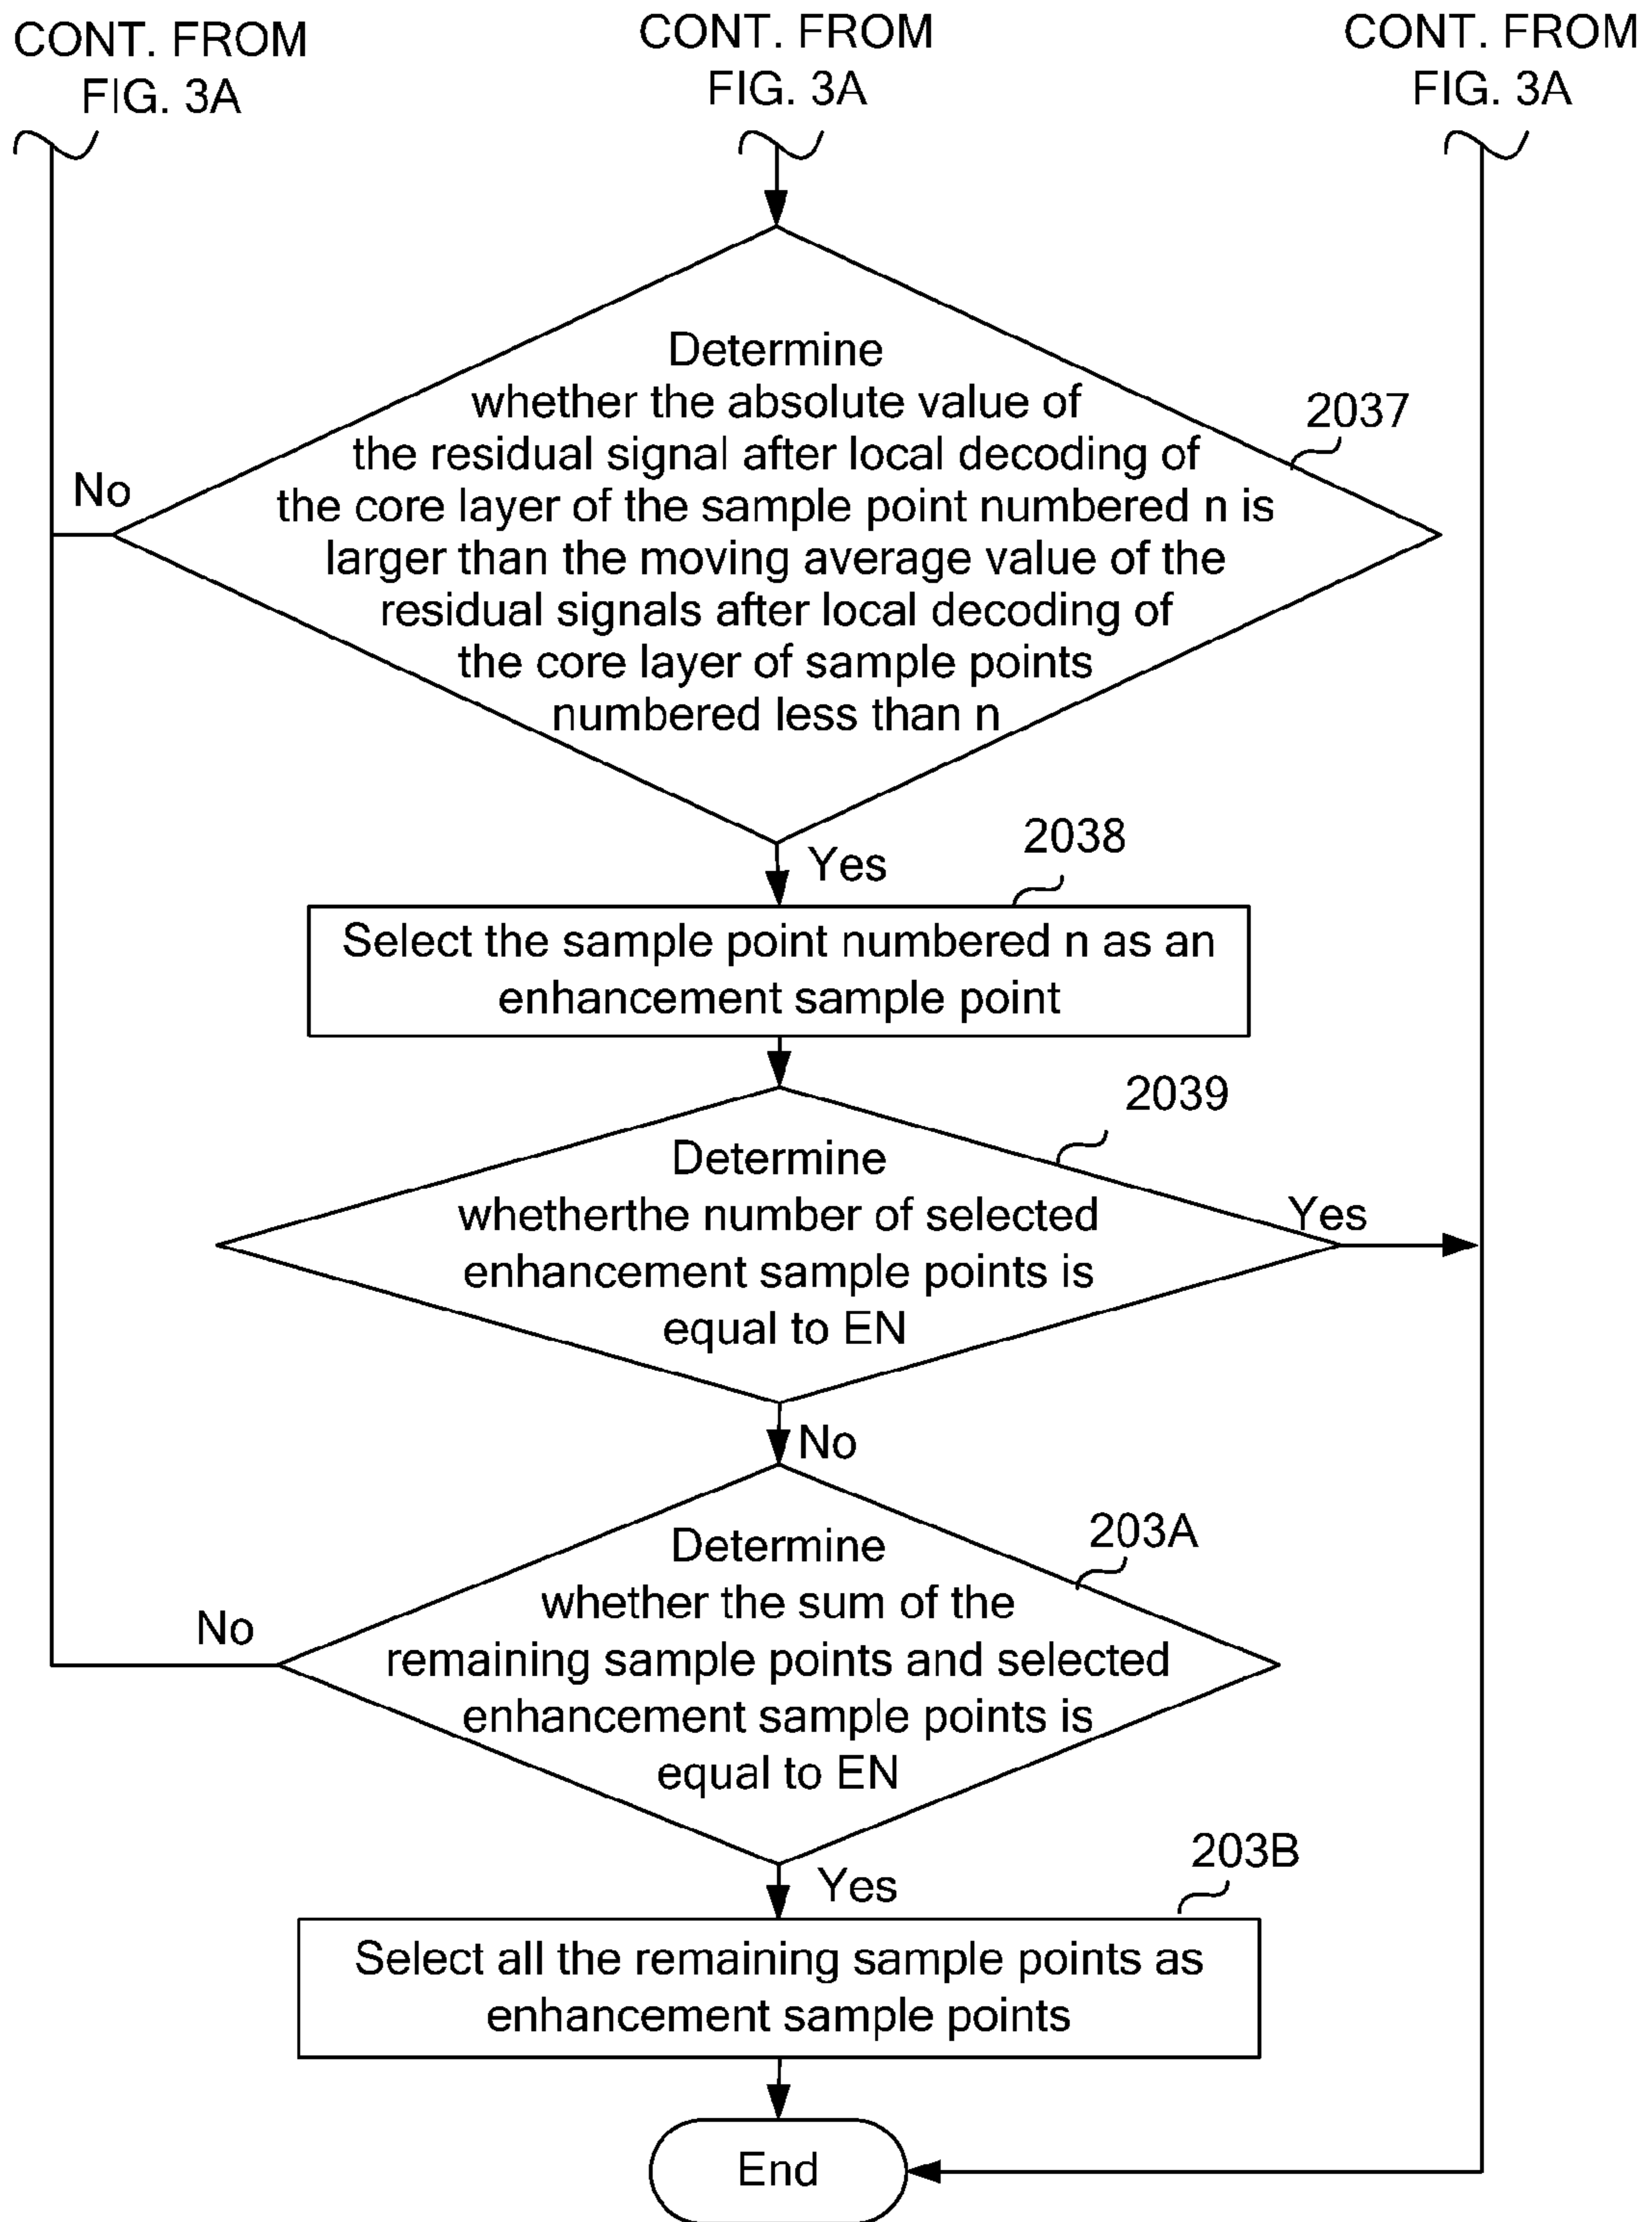 CONT. FROM
FIG. 3A
CONT. FROM
FIG. 3A
CONT. FROM
FIG. 3A
Determine
whether the absolute value of
the residual signal after local decoding of
the core layer of the sample point numbered n is
larger than the moving average value of the
residual signals after local decoding of
the core layer of sample points
numbered less than n
2037
No
Yes
2038
Select the sample point numbered n as an
enhancement sample point
2039
Determine
whetherthe number of selected
enhancement sample points is
equal to EN
Yes
No
203A
Determine
whether the sum of the
remaining sample points and selected
enhancement sample points is
equal to EN
No
Yes
203B
Select all the remaining sample points as
enhancement sample points
End